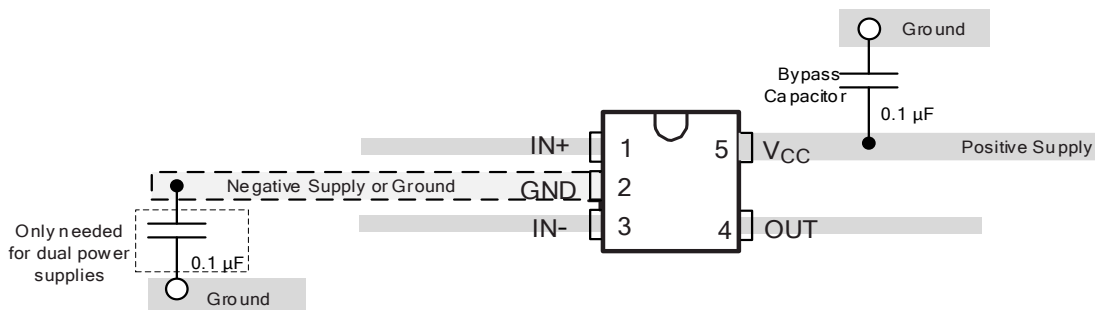 Ground
Bypass
Capacitor
0.1 µF
IN+
1
5
VCC
Positive Supply
Negative Supply or Ground
GND
2
IN-
3
4
OUT
Only needed
for dual power
supplies
0.1 µF
Ground